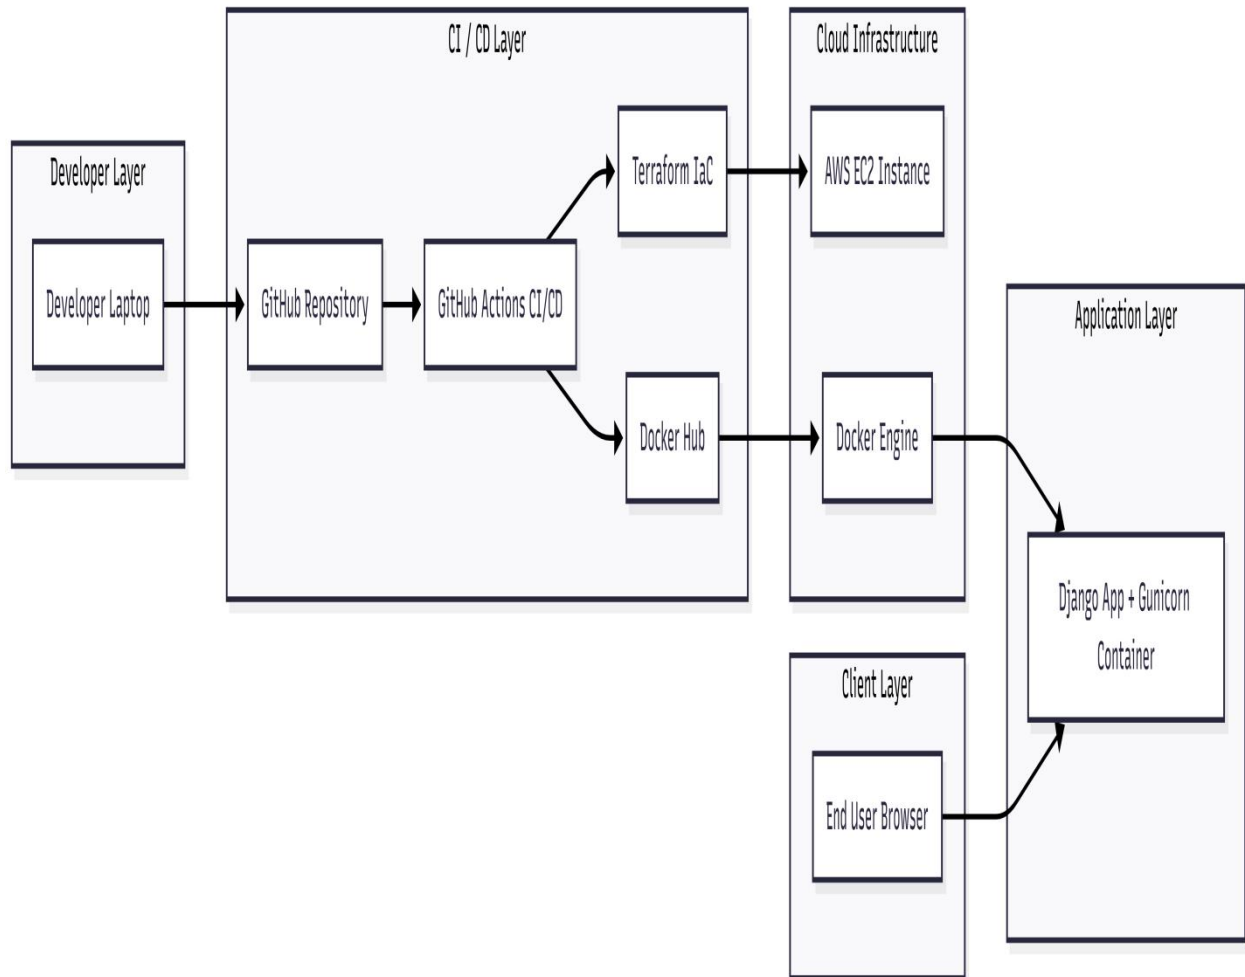 Developer Layer
Developer Laptop
CI / CD Layer
GitHub Repository
GitHub Actions CI/CD
Terraform IaC
Docker Hub
Cloud Infrastructure
AWS EC2 Instance
Docker Engine
Client Layer
End User Browser
Application Layer
Django App + Gunicorn
Container